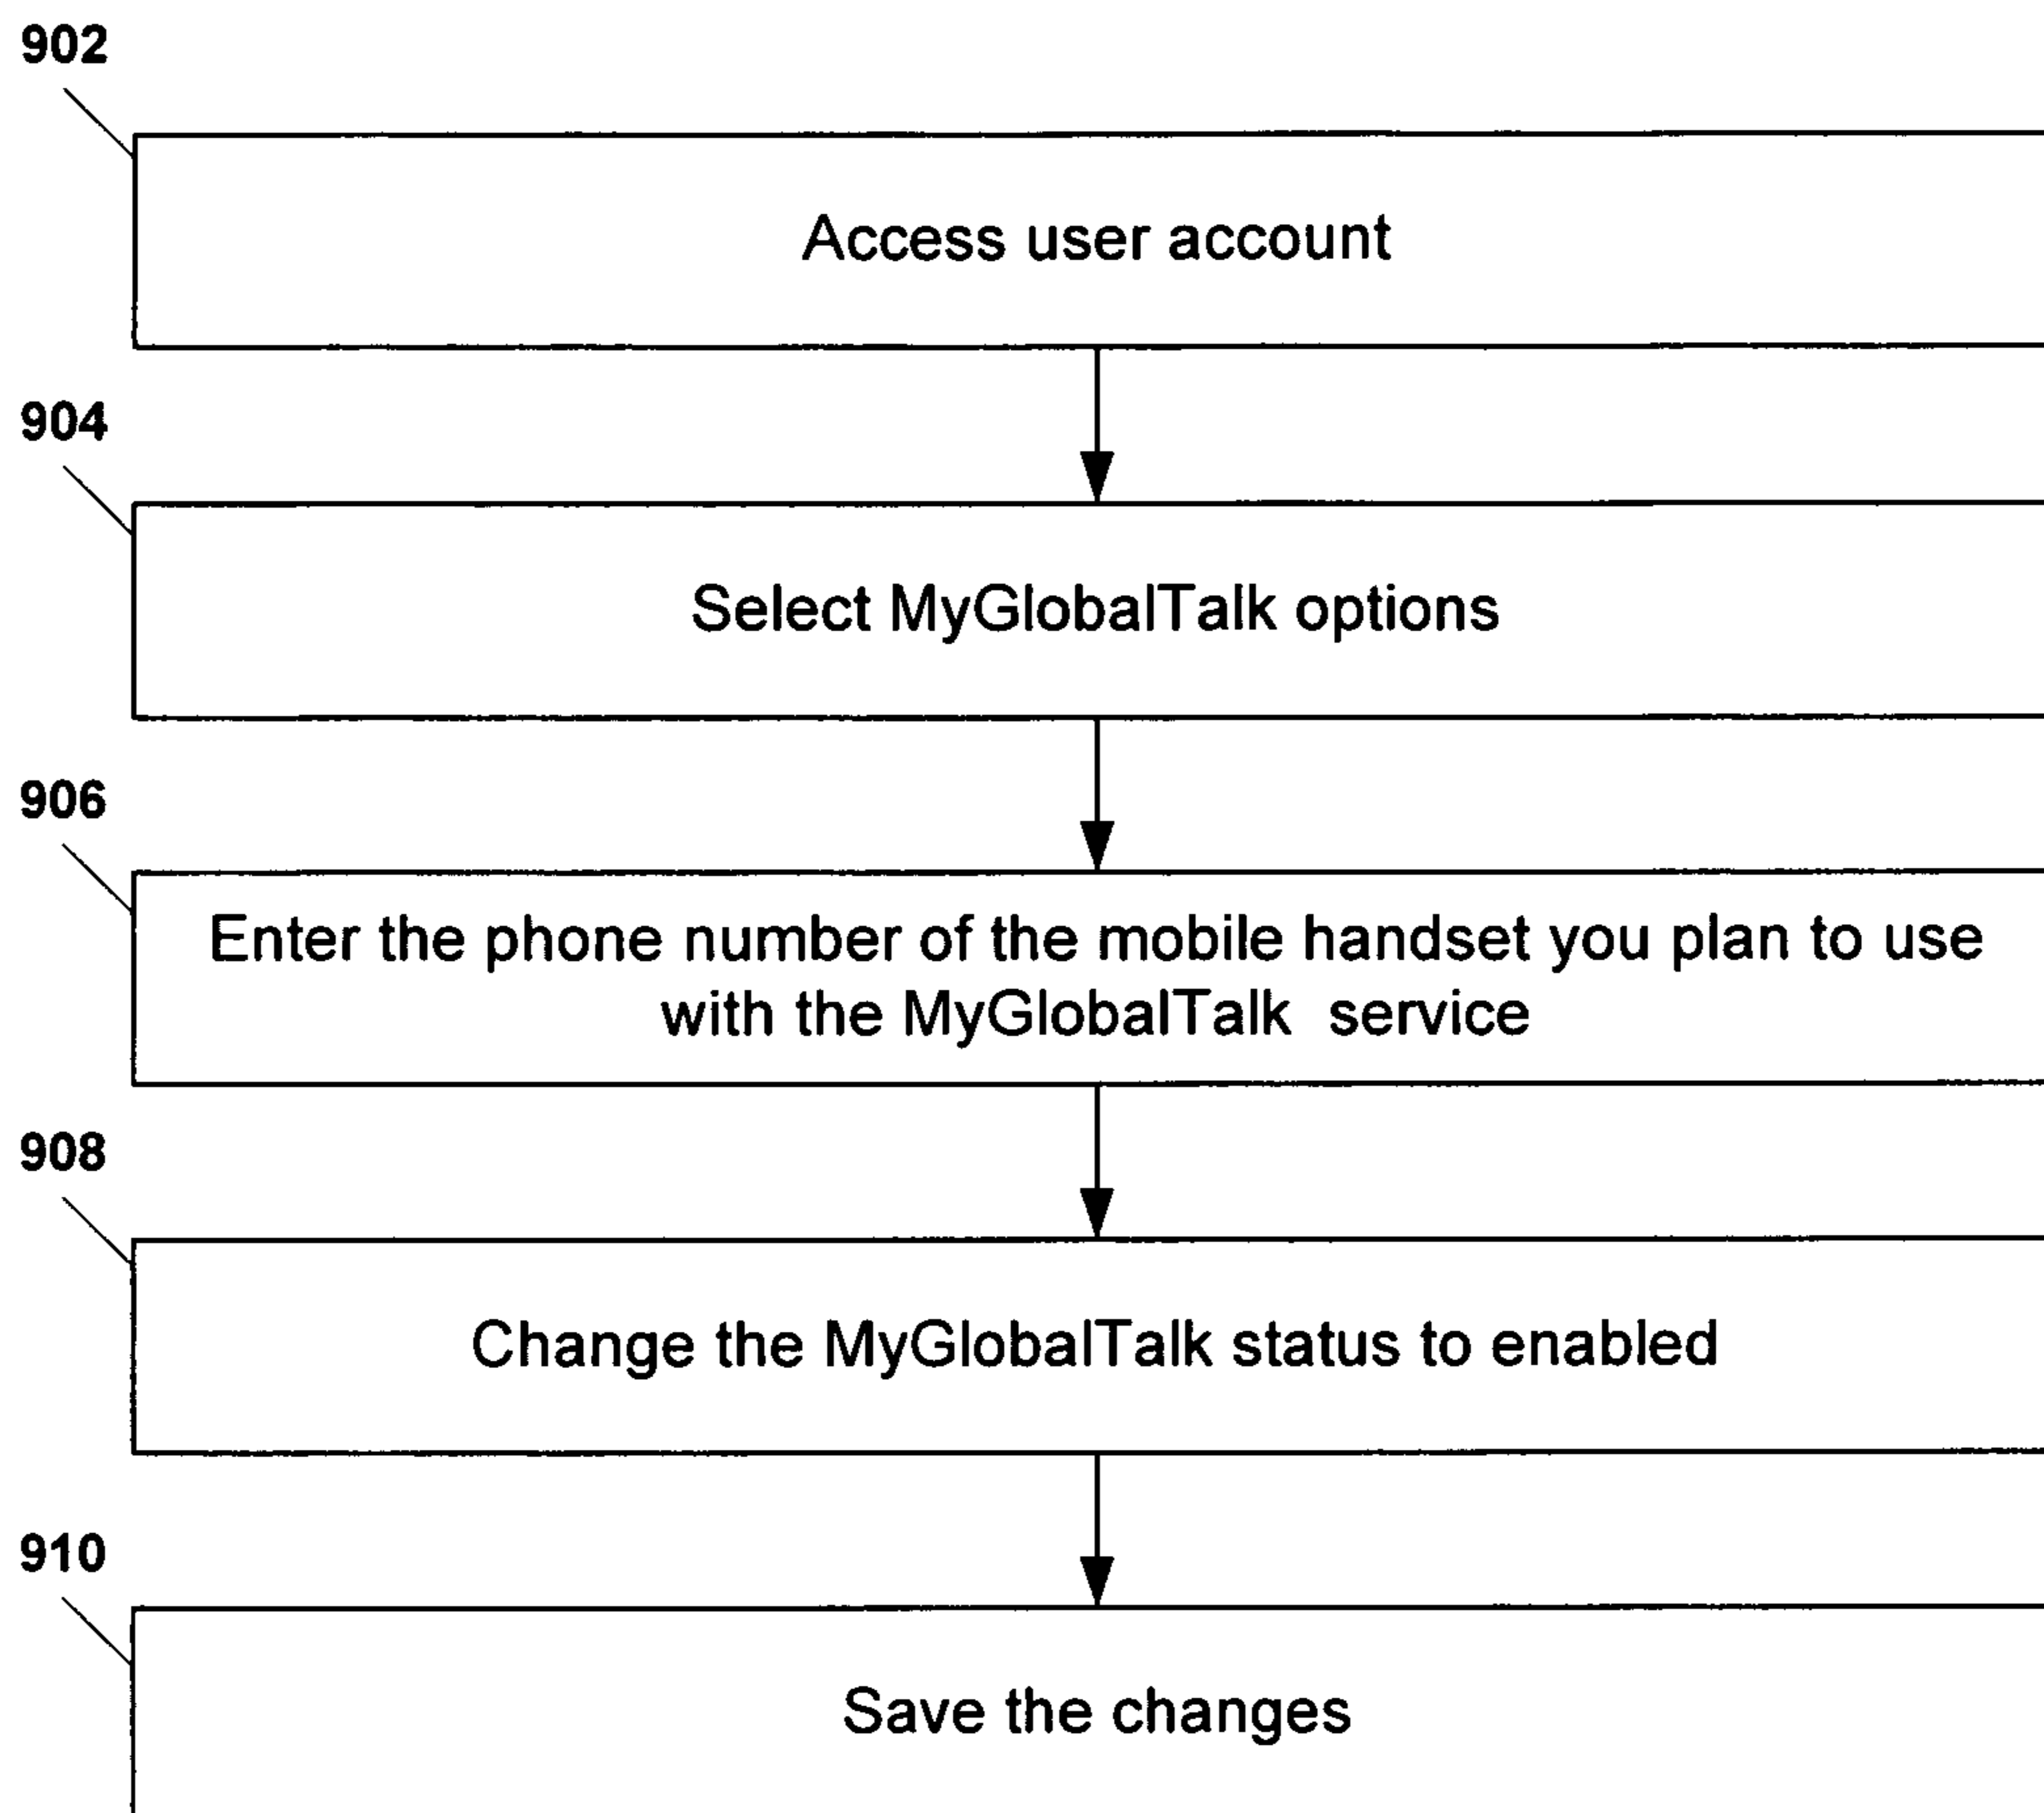 902
Access user account
904
Select MyGlobalTalk options
906
Enter the phone number of the mobile handset you plan to use
with the MyGlobalTalk service
908
Change the MyGlobalTalk status to enabled
910
Save the changes